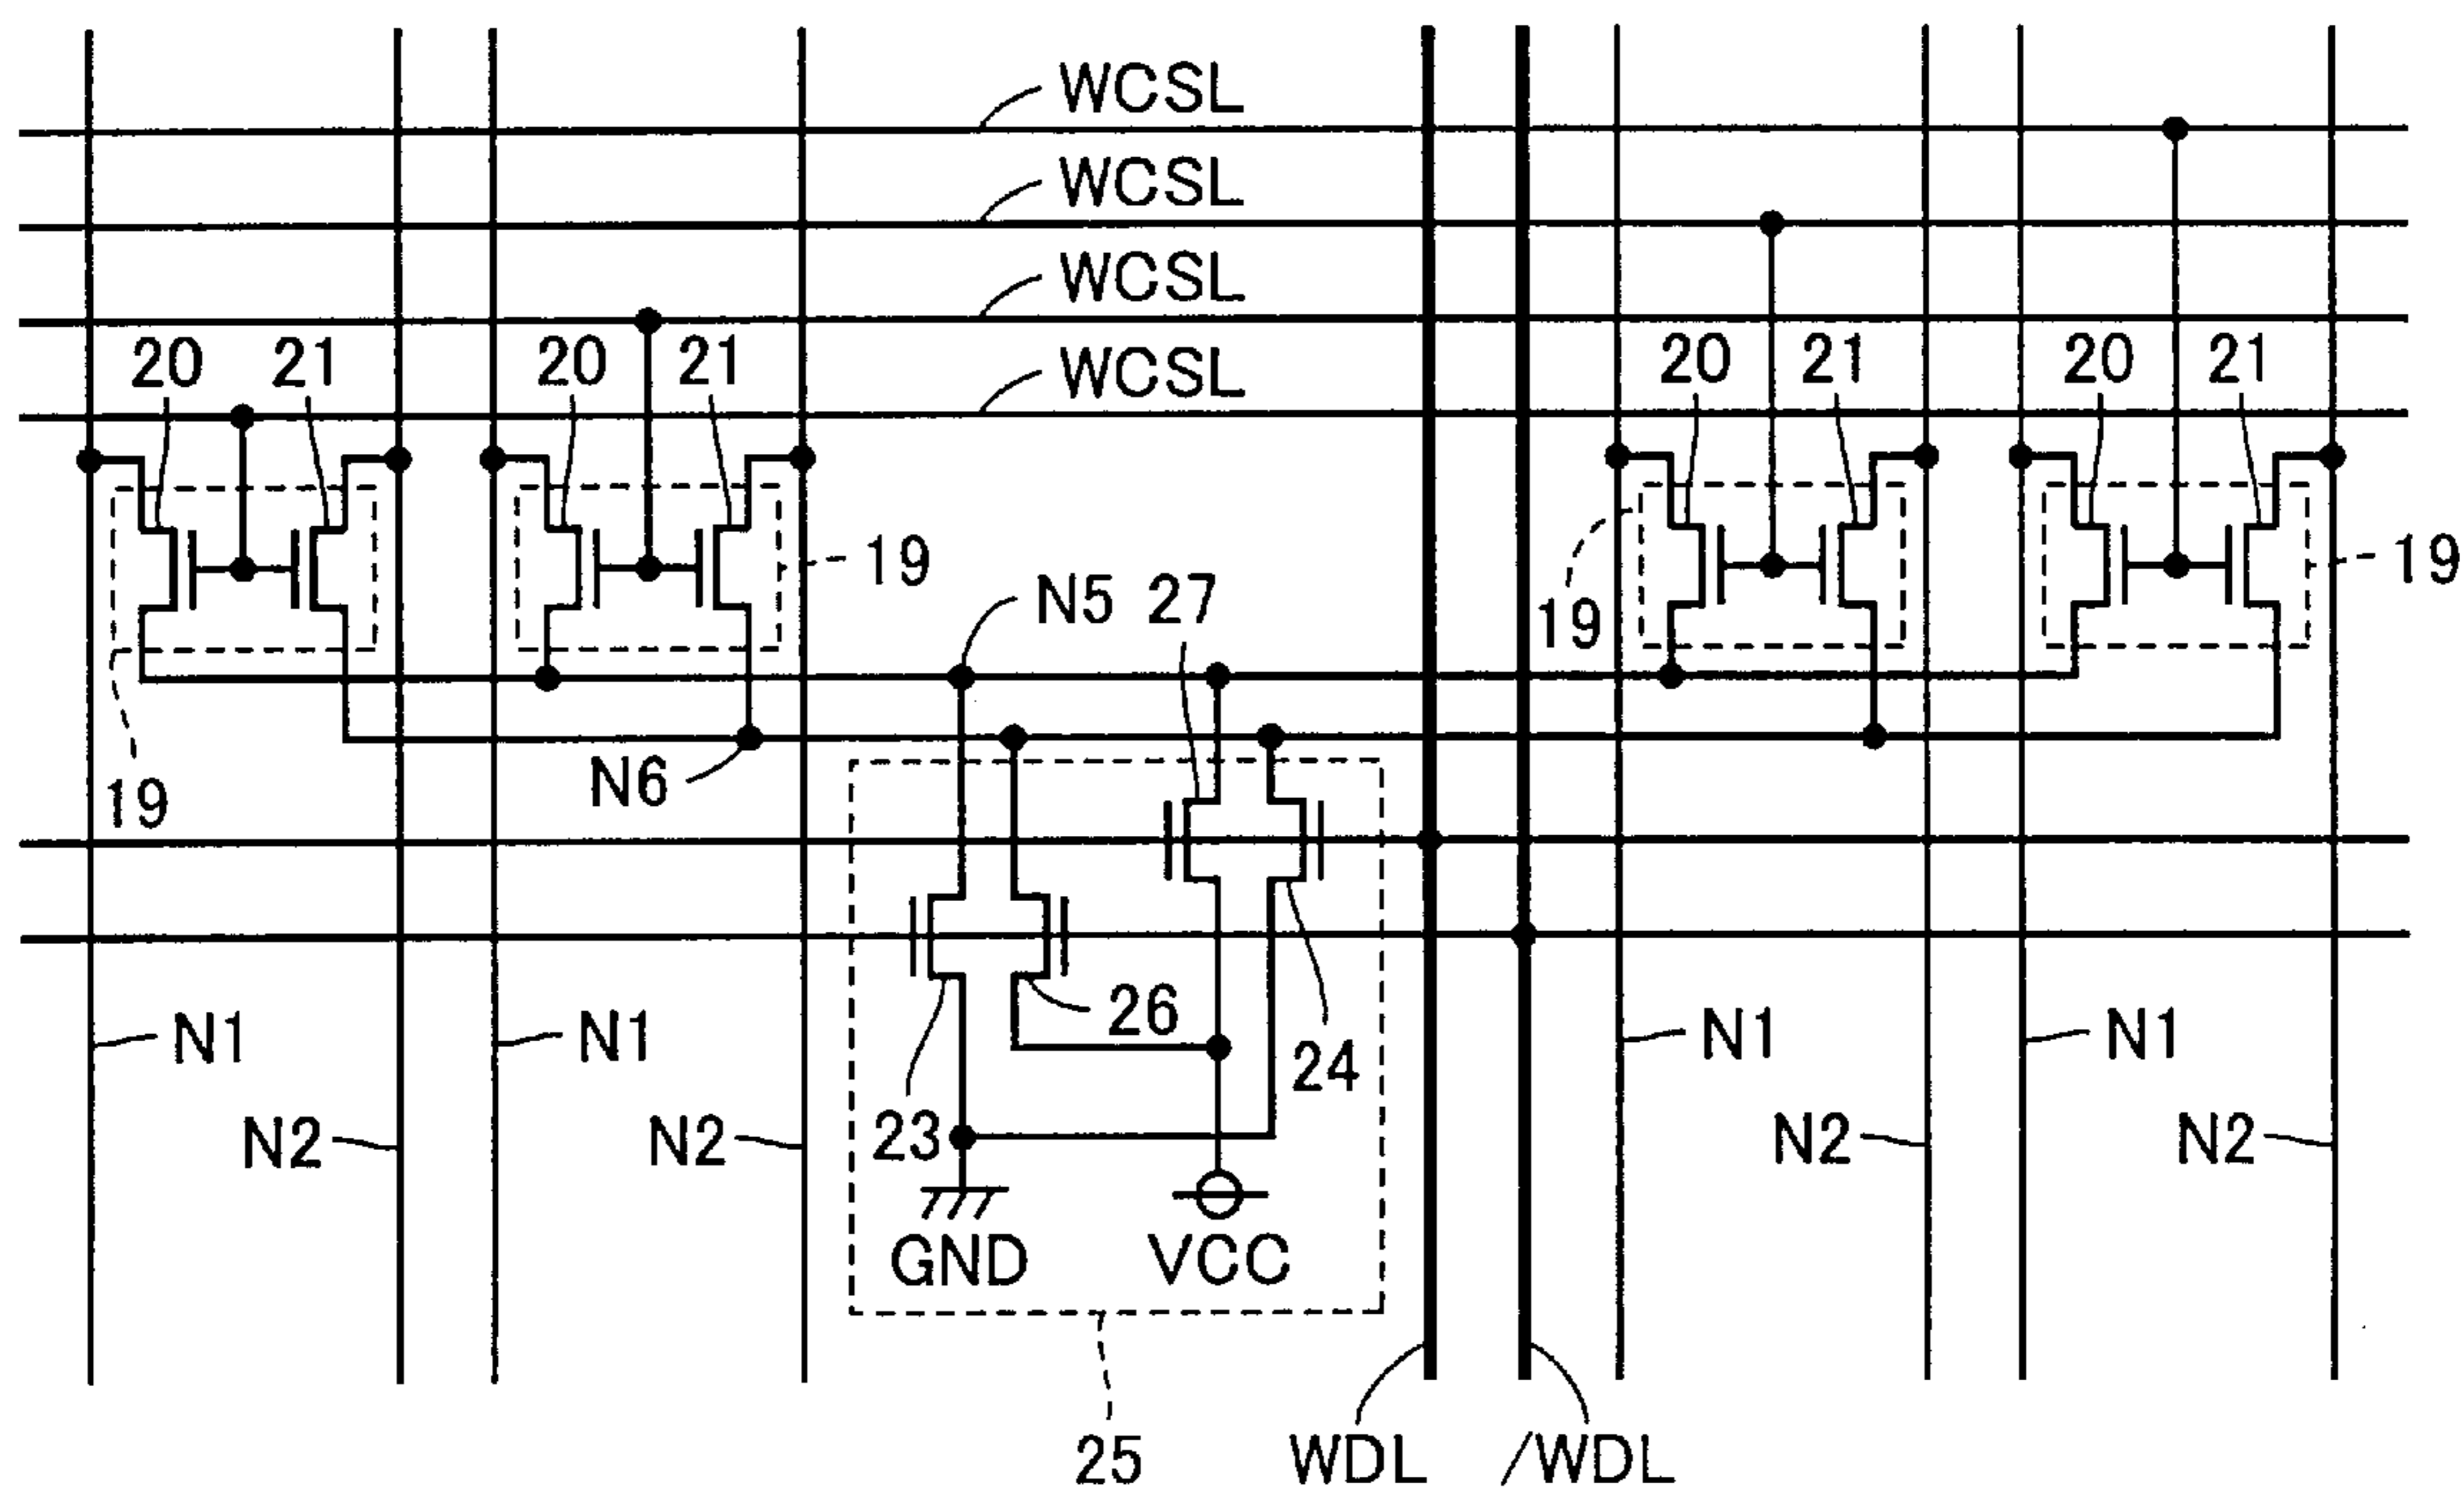 WCSL
WCSL
WCSL
WCSL
20 21 20 21 20 21 20 21
19 19
N5 27 19
N6
19
26
N1 N1 N1 N1
24
23
N2 N2 N2 N2
GND VCC
25 WDL /WDL